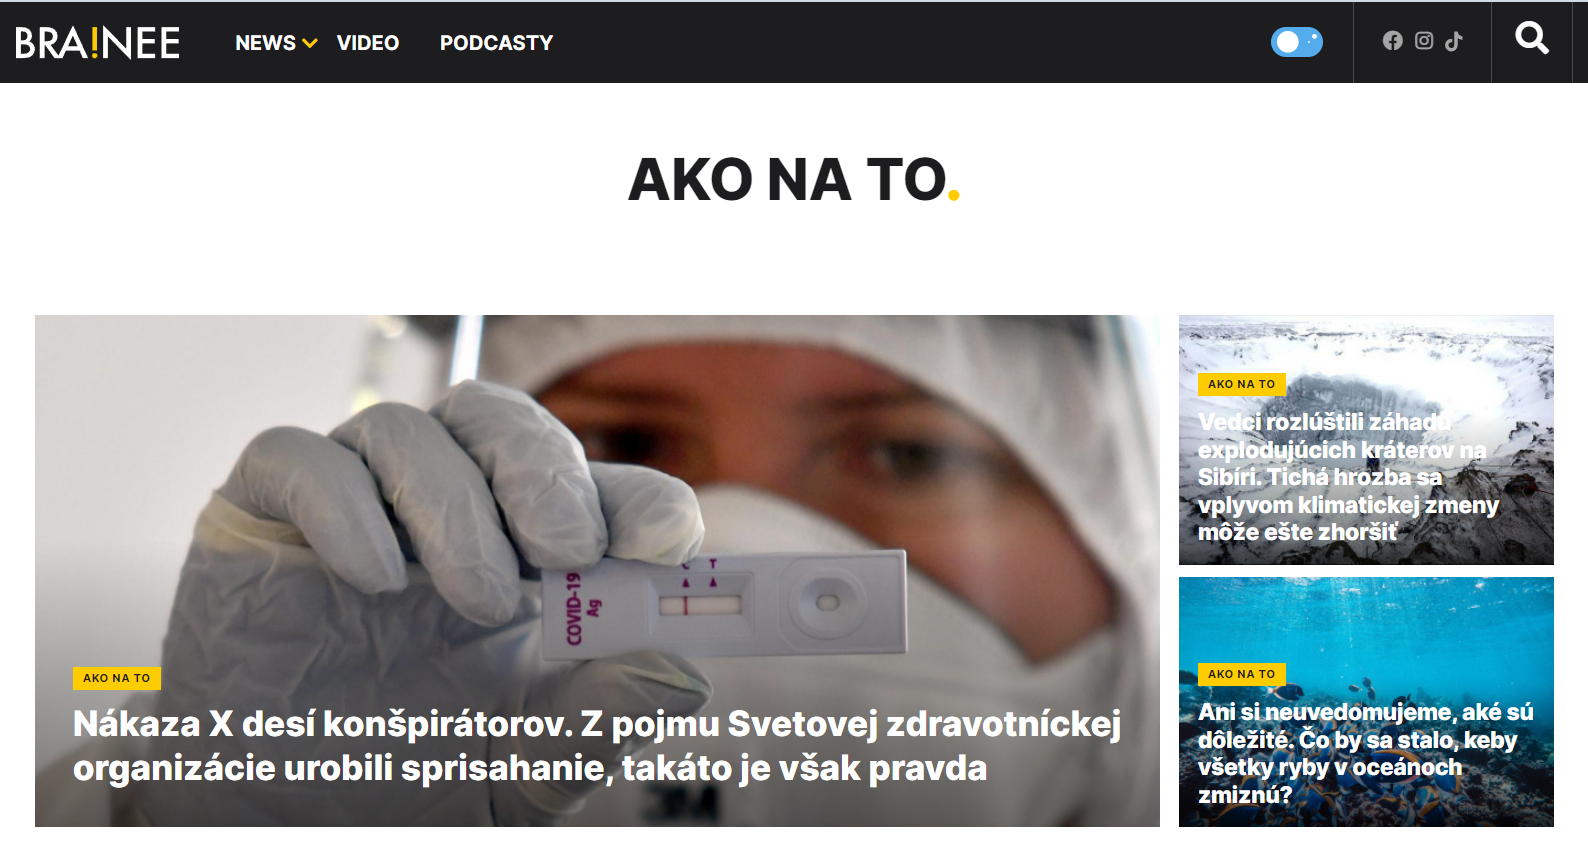 BRA!NEE
NEWS VIDEO PODCASTY
AKO NA TO.
COVID-19
Ag
C T
AKO NA TO
Nákaza X desí konšpirátorov. Z pojmu Svetovej zdravotníckej
organizácie urobili sprisahanie, takáto je však pravda
3M
AKO NA TO
Vedci rozlúštili záhadu
explodujúcich kráterov na
Sibíri. Tichá hrozba sa
vplyvom klimatickej zmeny
môže ešte zhoršiť
AKO NA TO
Ani si neuvedomujeme, aké sú
dôležité. Čo by sa stalo, keby
všetky ryby v oceánoch
zmiznú?